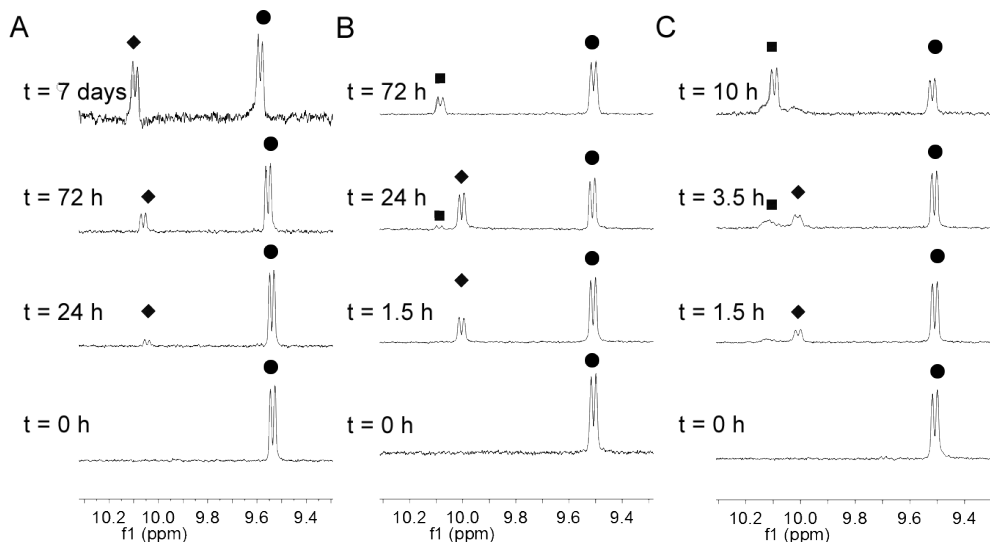 A
t = 7 days
t = 72 h
t = 24 h
t = 0 h
10.2 10.0 9.8 9.6 9.4
f1 (ppm)
B
t = 72 h
t = 24 h
t = 1.5 h
t = 0 h
10.2 10.0 9.8 9.6 9.4
f1 (ppm)
C
t = 10 h
t = 3.5 h
t = 1.5 h
t = 0 h
10.2 10.0 9.8 9.6 9.4
f1 (ppm)